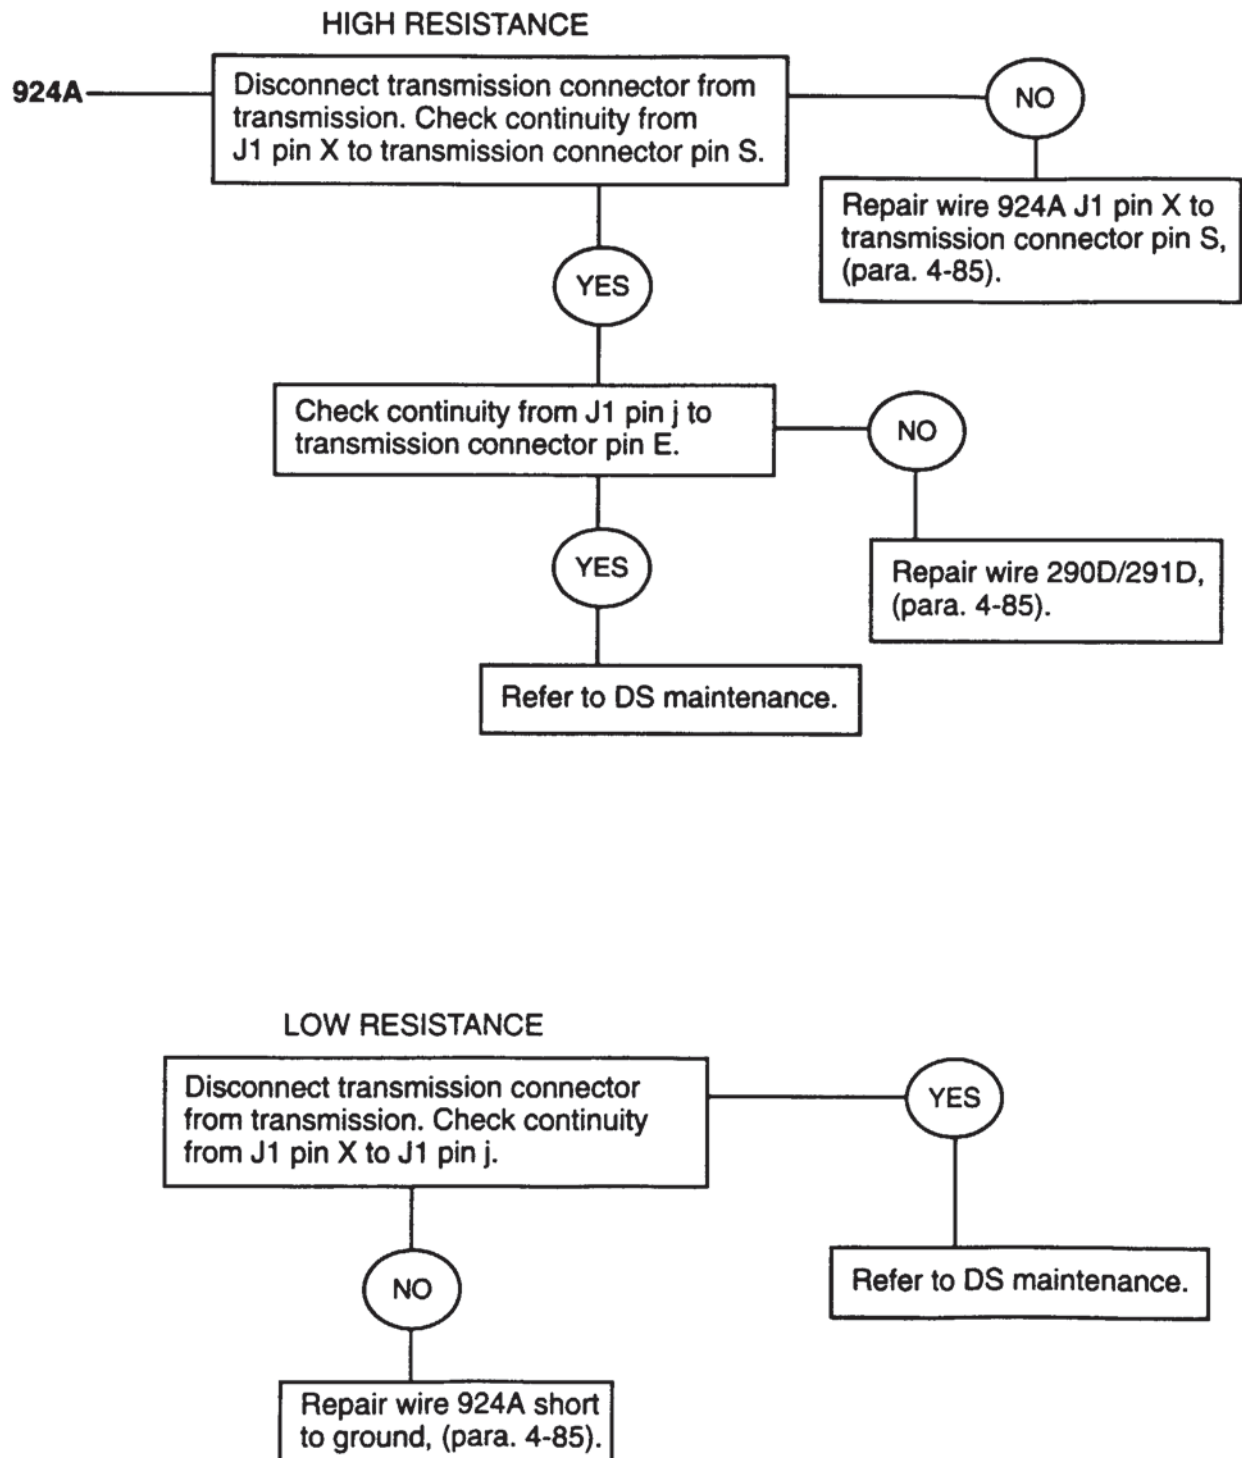 HIGH RESISTANCE
924A
Disconnect transmission connector from
transmission. Check continuity from
J1 pin X to transmission connector pin S.
NO
Repair wire 924A J1 pin X to
transmission connector pin S,
(para. 4-85).
YES
Check continuity from J1 pin j to
transmission connector pin E.
NO
Repair wire 290D/291D,
(para. 4-85).
YES
Refer to DS maintenance.
LOW RESISTANCE
Disconnect transmission connector
from transmission. Check continuity
from J1 pin X to J1 pin j.
YES
Refer to DS maintenance.
NO
Repair wire 924A short
to ground, (para. 4-85).